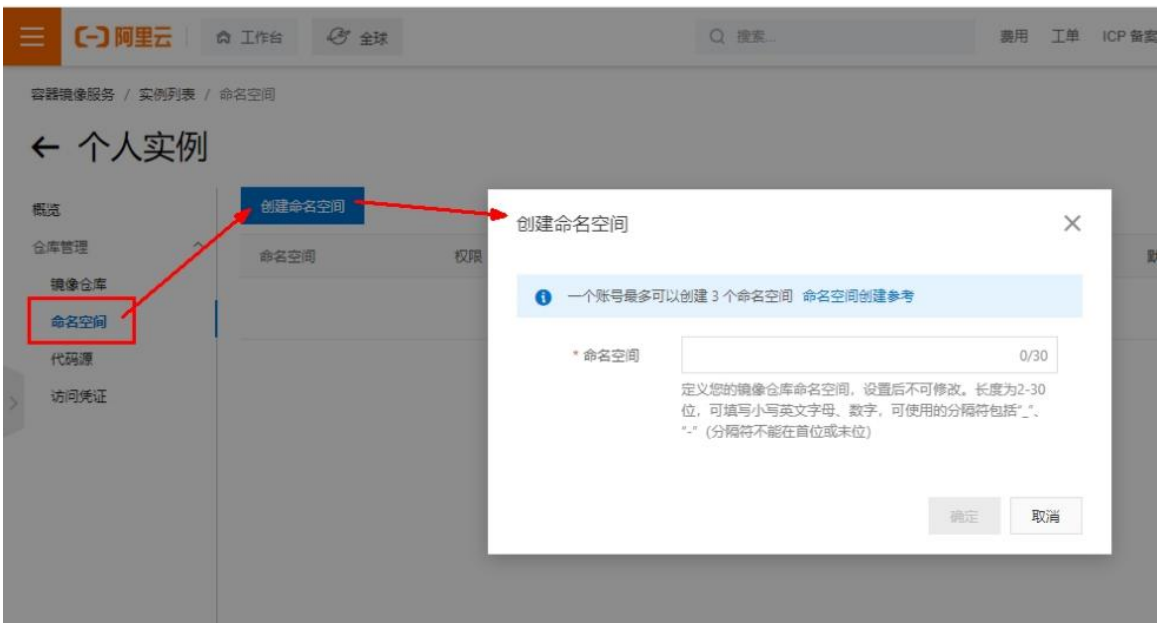 阿里云 工作台 全球 搜索... 费用 工单 ICP 备案
容器镜像服务 / 实例列表 / 命名空间
← 个人实例
概览
仓库管理
镜像仓库
命名空间
代码源
访问凭证
创建命名空间
命名空间 权限
创建命名空间
一个账号最多可以创建 3 个命名空间 命名空间创建参考
* 命名空间 0/30
定义您的镜像仓库命名空间，设置后不可修改。长度为2-30
位，可填写小写英文字母、数字，可使用的分隔符包括“_”、
“-”（分隔符不能在首位或末位）
确定 取消